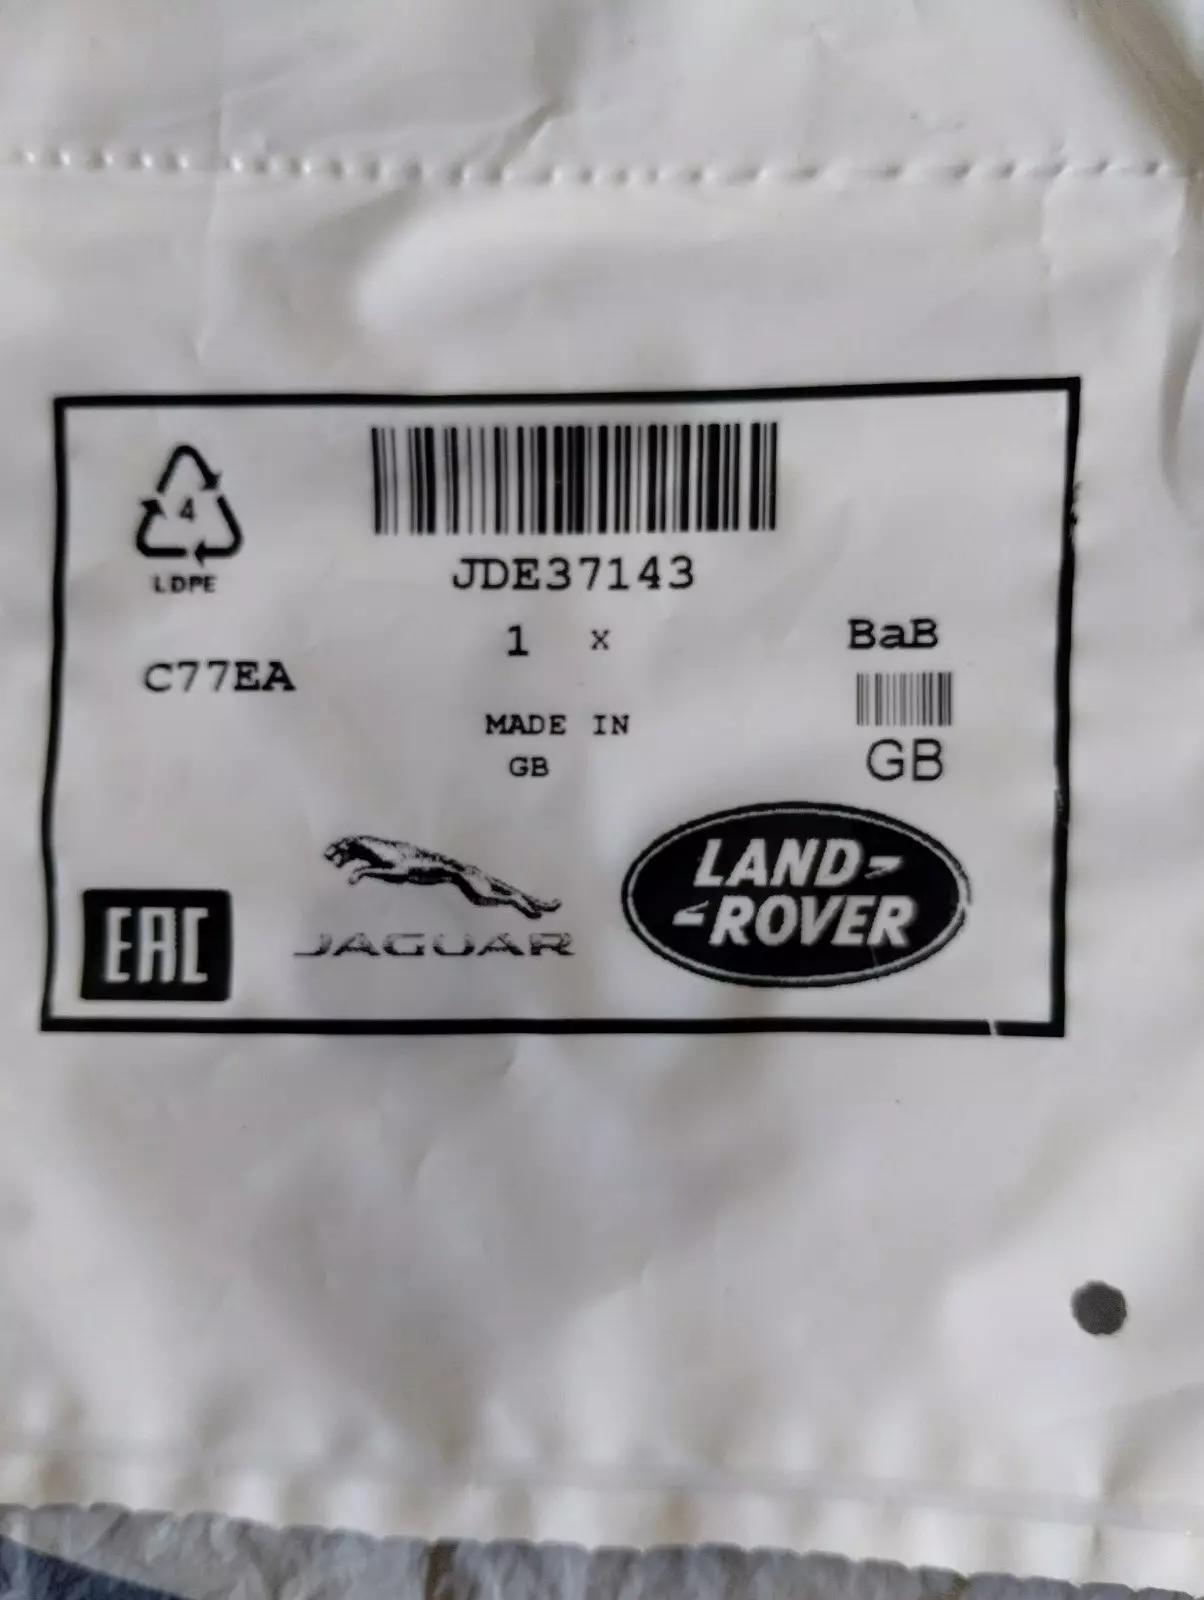 4
LDPE
JDE37143
1 x
BaB
C77EA
MADE IN
GB
GB
EAC
JAGUAR
LAND-
-ROVER